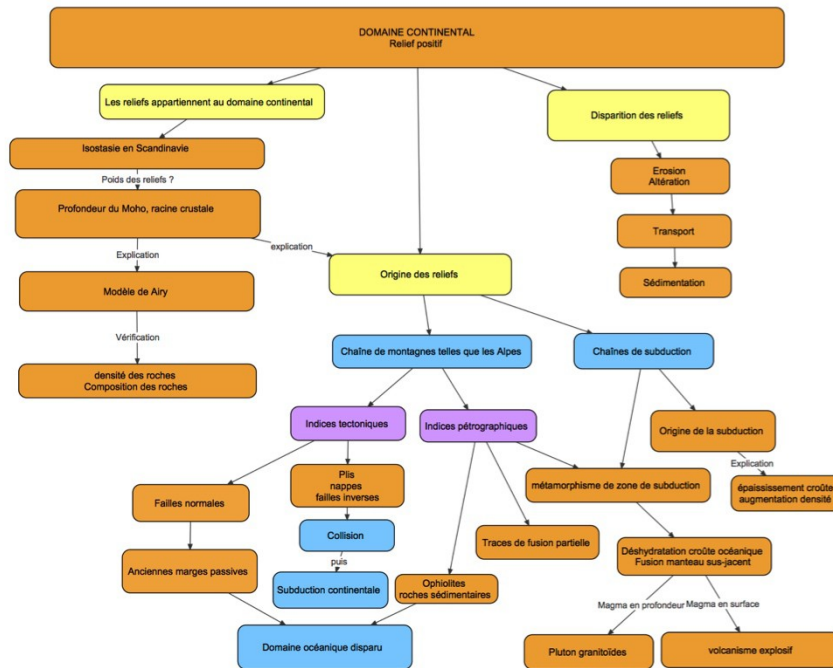 DOMAINE CONTINENTAL
Relief positif
Les reliefs appartiennent au domaine continental
Disparition des reliefs
Isostasie en Scandinavie
Poids des reliefs ?
Erosion
Altération
Profondeur du Moho, racine crustale
Explication
explication
Transport
Origine des reliefs
Sédimentation
Modèle de Airy
Vérification
densité des roches
Composition des roches
Chaîne de montagnes telles que les Alpes
Chaînes de subduction
Indices tectoniques
Indices pétrographiques
Origine de la subduction
Explication
épaississement croûte
augmentation densité
Failles normales
Plis
nappes
failles inverses
métamorphisme de zone de subduction
Collision
puis
Traces de fusion partielle
Déshydratation croûte océanique
Fusion manteau sus-jacent
Anciennes marges passives
Subduction continentale
Ophiolites
roches sédimentaires
Magma en profondeur
Magma en surface
Domaine océanique disparu
Pluton granitoïdes
volcanisme explosif